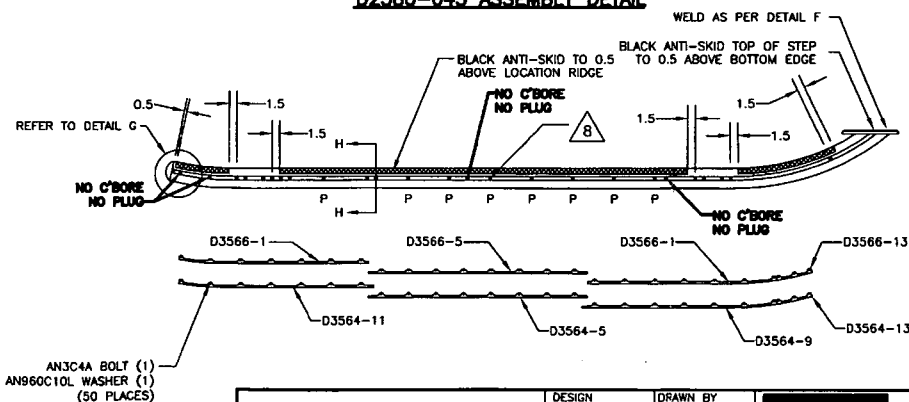 D2580-045 ASSEMBLY DETAIL
WELD AS PER DETAIL F
BLACK ANTI-SKID TO 0.5
ABOVE LOCATION RIDGE
BLACK ANTI-SKID TOP OF STEP
TO 0.5 ABOVE BOTTOM EDGE
NO C'BORE
NO PLUG
0.5
1.5
1.5
8
1.5
1.5
1.5
REFER TO DETAIL G
H
H
NO C'BORE
NO PLUG
P P P P P P P P
NO C'BORE
NO PLUG
D3566-1
D3566-5
D3566-1
D3566-13
D3564-11
D3564-5
D3564-9
D3564-13
AN3C4A BOLT (1)
AN960C10L WASHER (1)
(50 PLACES)
DESIGN
DRAWN BY